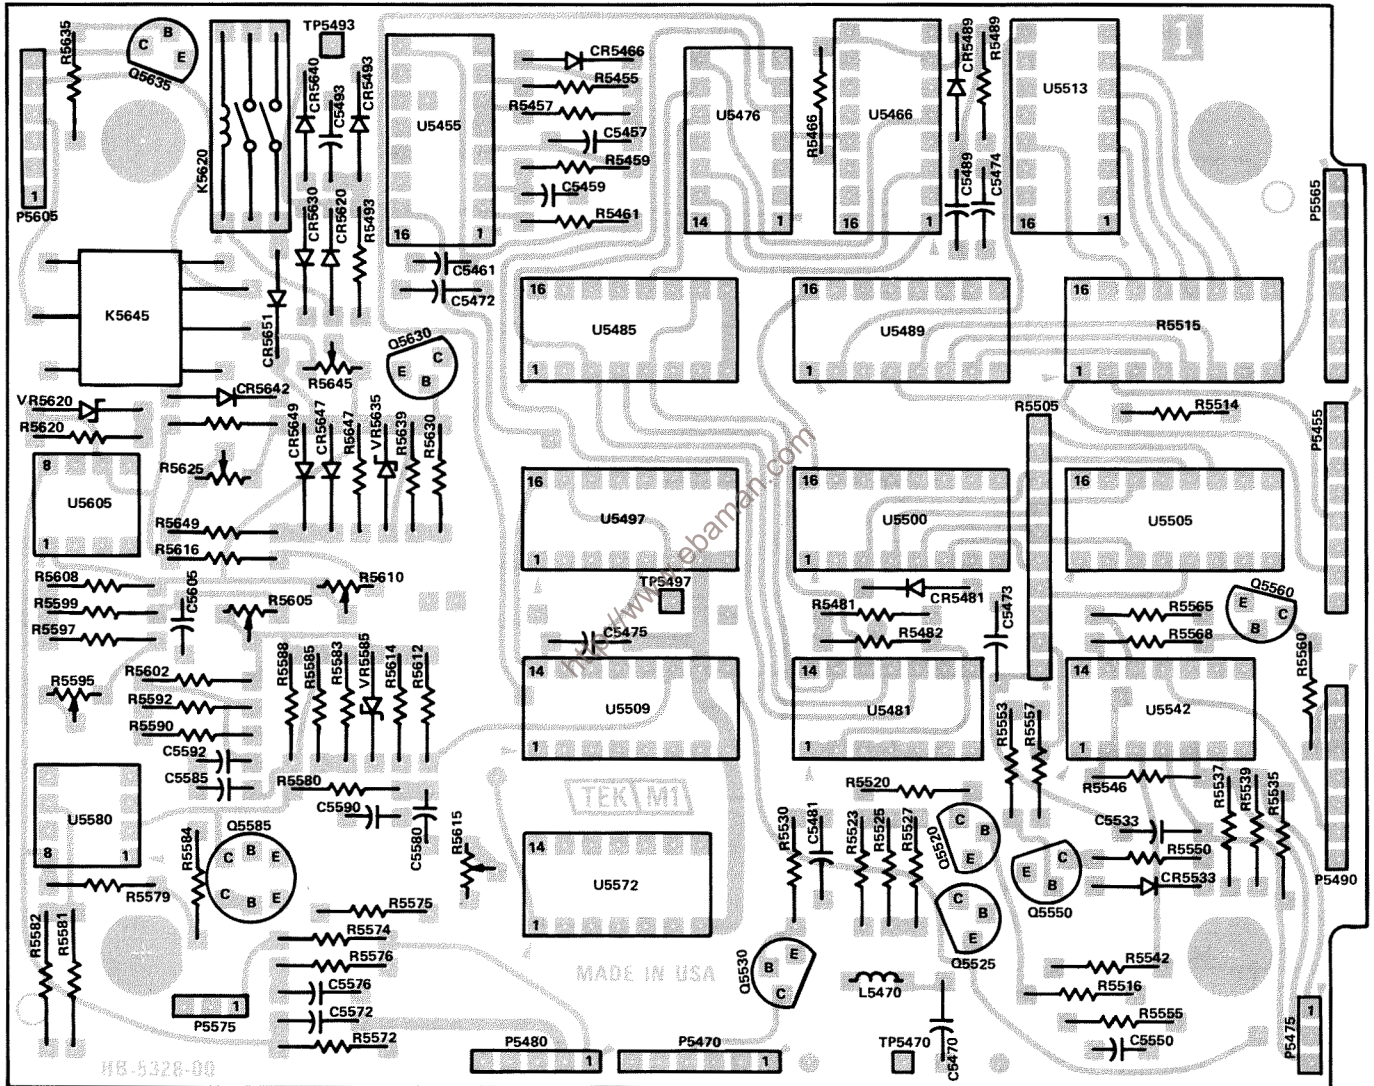 TP5493
R5635
Q5635
C
B
E
K5620
CR5640
C5493
CR5493
U5455
16
1
CR5466
R5455
R5457
C5457
R5459
C5459
R5461
U5476
14
1
R5466
U5466
16
1
CR5489
R5489
C5489
C5474
U5513
16
1
1
P5605
1
CR5630
CR5620
R5493
C5461
C5472
P5565
K5645
CR5651
R5645
Q5630
E
B
C
16
U5485
1
16
U5489
1
16
R5515
1
CR5642
VR5620
R5620
CR5649
CR5647
R5647
VR5635
R5639
R5630
R5505
R5514
P5455
8
U5605
1
R5625
R5649
R5616
16
U5497
1
16
U5500
1
16
U5505
1
http://www.ebaman.com
R5608
R5599
R5597
C5605
R5605
R5610
TP5497
C5475
CR5481
R5481
R5482
C5473
R5565
R5568
Q5560
E
B
C
R5560
R5595
R5602
R5592
R5590
C5592
C5585
R5588
R5585
R5583
VR5585
R5614
R5612
14
U5509
1
14
U5481
1
R5553
R5557
14
U5542
1
R5580
C5590
C5580
R5615
TEK M1
R5520
R5546
R5537
R5539
R5535
U5580
8
1
R5584
Q5585
C
B
E
C
B
E
14
U5572
1
R5530
C5481
R5523
R5525
R5527
Q5520
C
B
E
Q5550
E
B
C
C5533
R5550
CR5533
P5490
R5579
R5582
R5581
R5575
R5574
R5576
C5576
C5572
R5572
P5575
1
MADE IN USA
Q5530
B
E
C
Q5525
C
B
E
L5470
R5542
R5516
R5555
C5550
1
P5475
P5480
1
P5470
1
TP5470
C5470
HB-5328-00